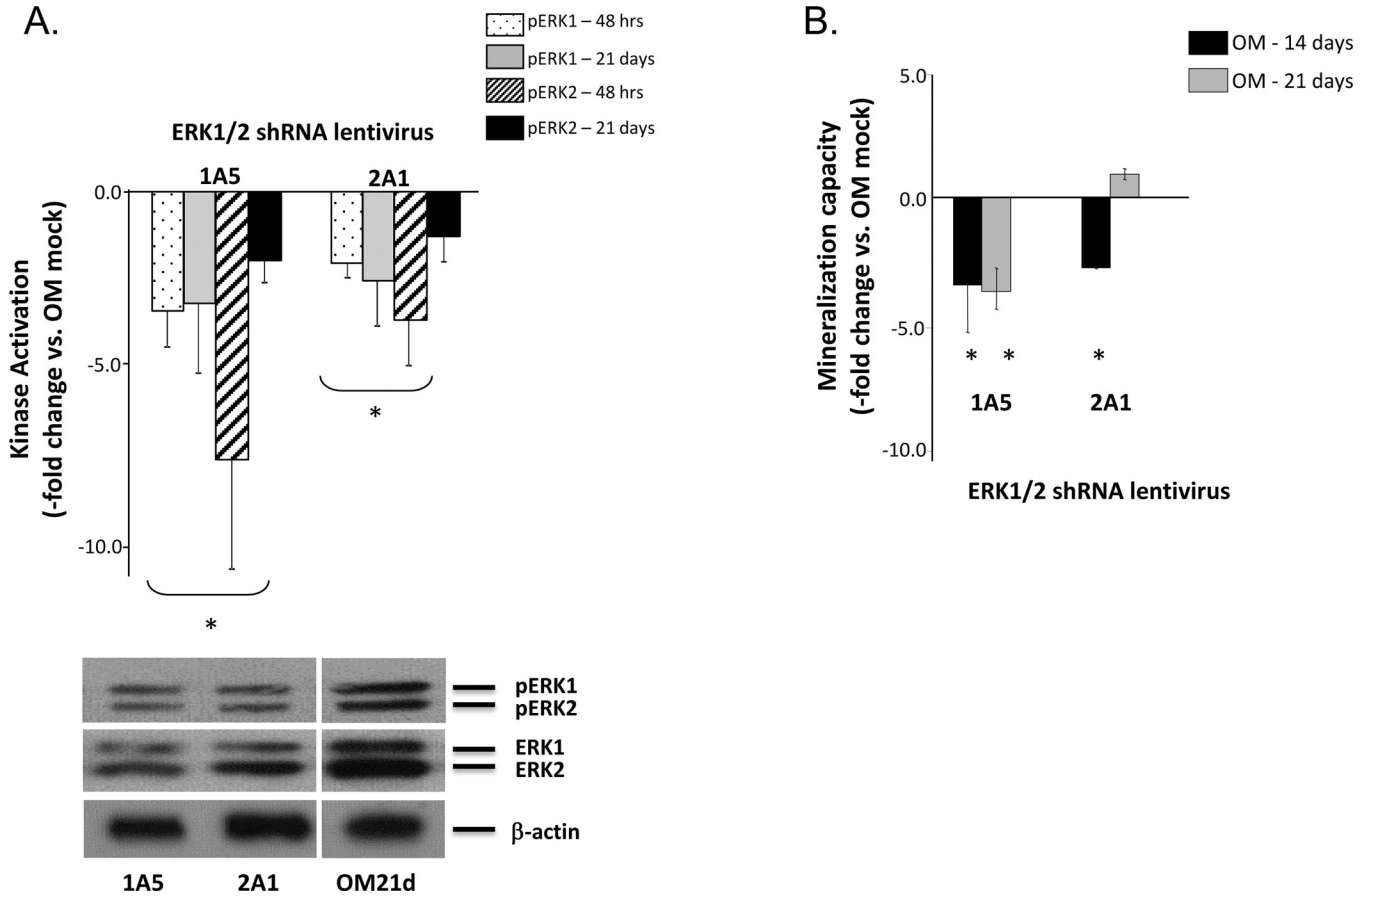 A.
pERK1 – 48 hrs
pERK1 – 21 days
pERK2 – 48 hrs
pERK2 – 21 days
ERK1/2 shRNA lentivirus
1A5
2A1
0.0
-5.0
-10.0
Kinase Activation
(-fold change vs. OM mock)
*
*
pERK1
pERK2
ERK1
ERK2
β-actin
1A5 2A1 OM21d
B.
OM - 14 days
OM - 21 days
5.0
0.0
-5.0
-10.0
Mineralization capacity
(-fold change vs. OM mock)
* * *
1A5 2A1
ERK1/2 shRNA lentivirus